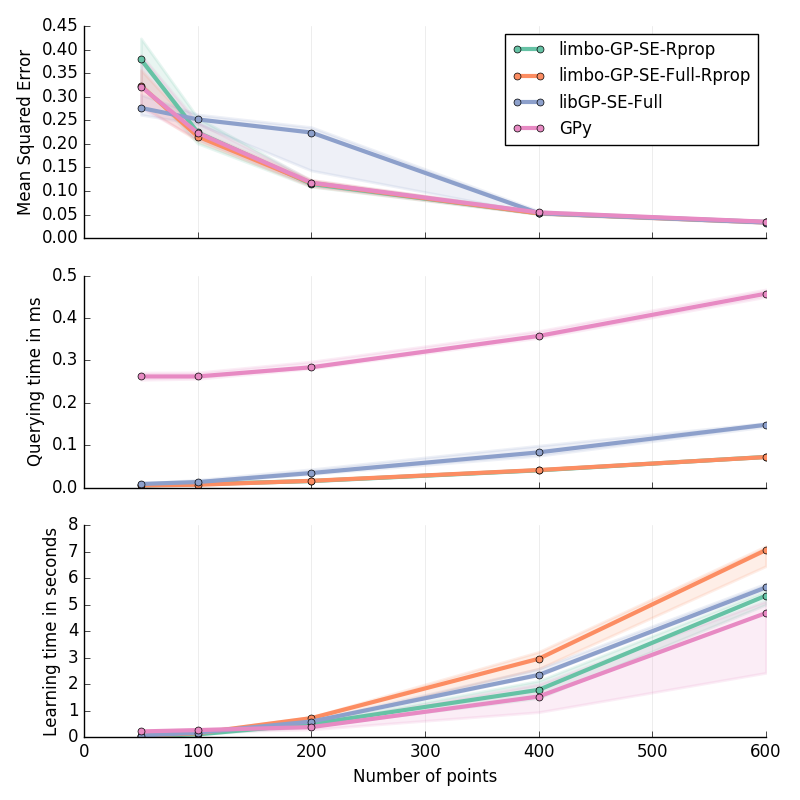 Mean Squared Error
0.45
0.40
0.35
0.30
0.25
0.20
0.15
0.10
0.05
0.00
limbo-GP-SE-Rprop
limbo-GP-SE-Full-Rprop
libGP-SE-Full
GPy
Querying time in ms
0.5
0.4
0.3
0.2
0.1
0.0
Learning time in seconds
8
7
6
5
4
3
2
1
0
0 100 200 300 400 500 600
Number of points